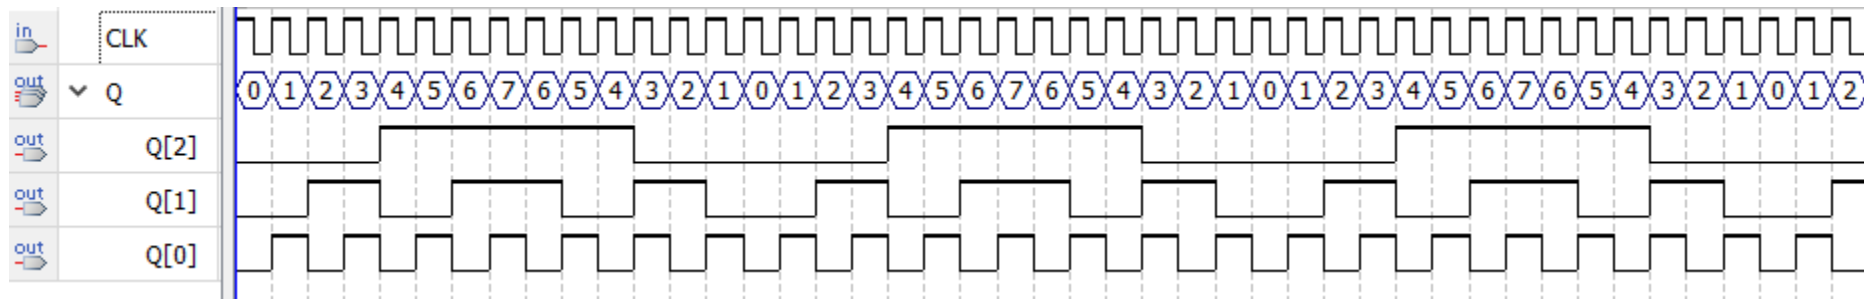 in CLK
out Q 0 1 2 3 4 5 6 7 6 5 4 3 2 1 0 1 2 3 4 5 6 7 6 5 4 3 2 1 0 1 2 3 4 5 6 7 6 5 4 3 2 1 0 1 2
out Q[2]
out Q[1]
out Q[0]